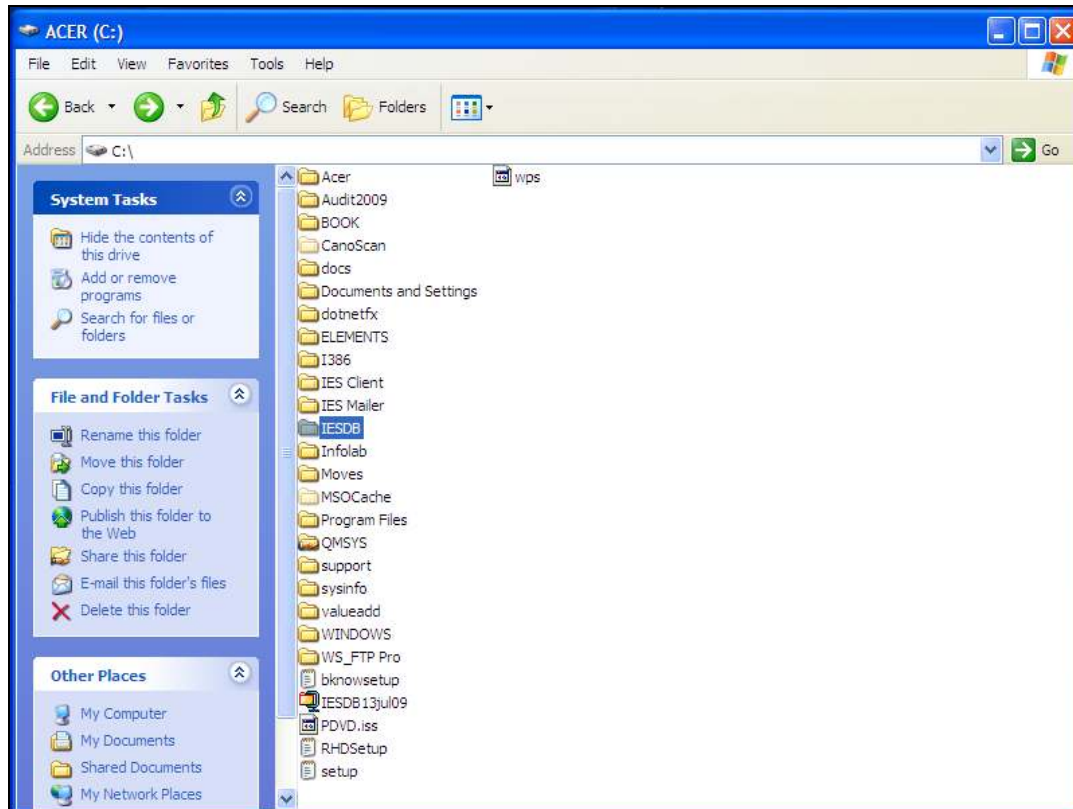 ACER (C:)
File Edit View Favorites Tools Help
Back Search Folders
Address C:\ Go
System Tasks
Hide the contents of
this drive
Add or remove
programs
Search for files or
folders
File and Folder Tasks
Rename this folder
Move this folder
Copy this folder
Publish this folder to
the Web
Share this folder
E-mail this folder's files
Delete this folder
Other Places
My Computer
My Documents
Shared Documents
My Network Places
Acer
Audit2009
BOOK
CanoScan
docs
Documents and Settings
dotnetfx
ELEMENTS
I386
IES Client
IES Mailer
IESDB
Infolab
Moves
MSOCache
Program Files
QMSYS
support
sysinfo
valueadd
WINDOWS
WS_FTP Pro
bknowsetup
IESDB13jul09
PDVD.iss
RHDSetup
setup
wps